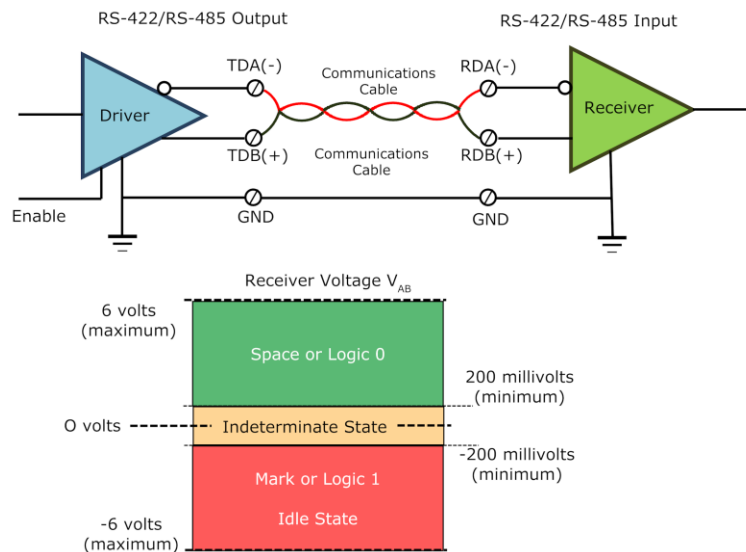 RS-422/RS-485 Output
RS-422/RS-485 Input
TDA(-)
RDA(-)
Communications
Cable
Driver
Receiver
TDB(+)
RDB(+)
Communications
Cable
Enable
GND
GND
Receiver Voltage V_AB
6 volts
(maximum)
Space or Logic 0
200 millivolts
(minimum)
O volts
Indeterminate State
-200 millivolts
(minimum)
Mark or Logic 1
Idle State
-6 volts
(maximum)